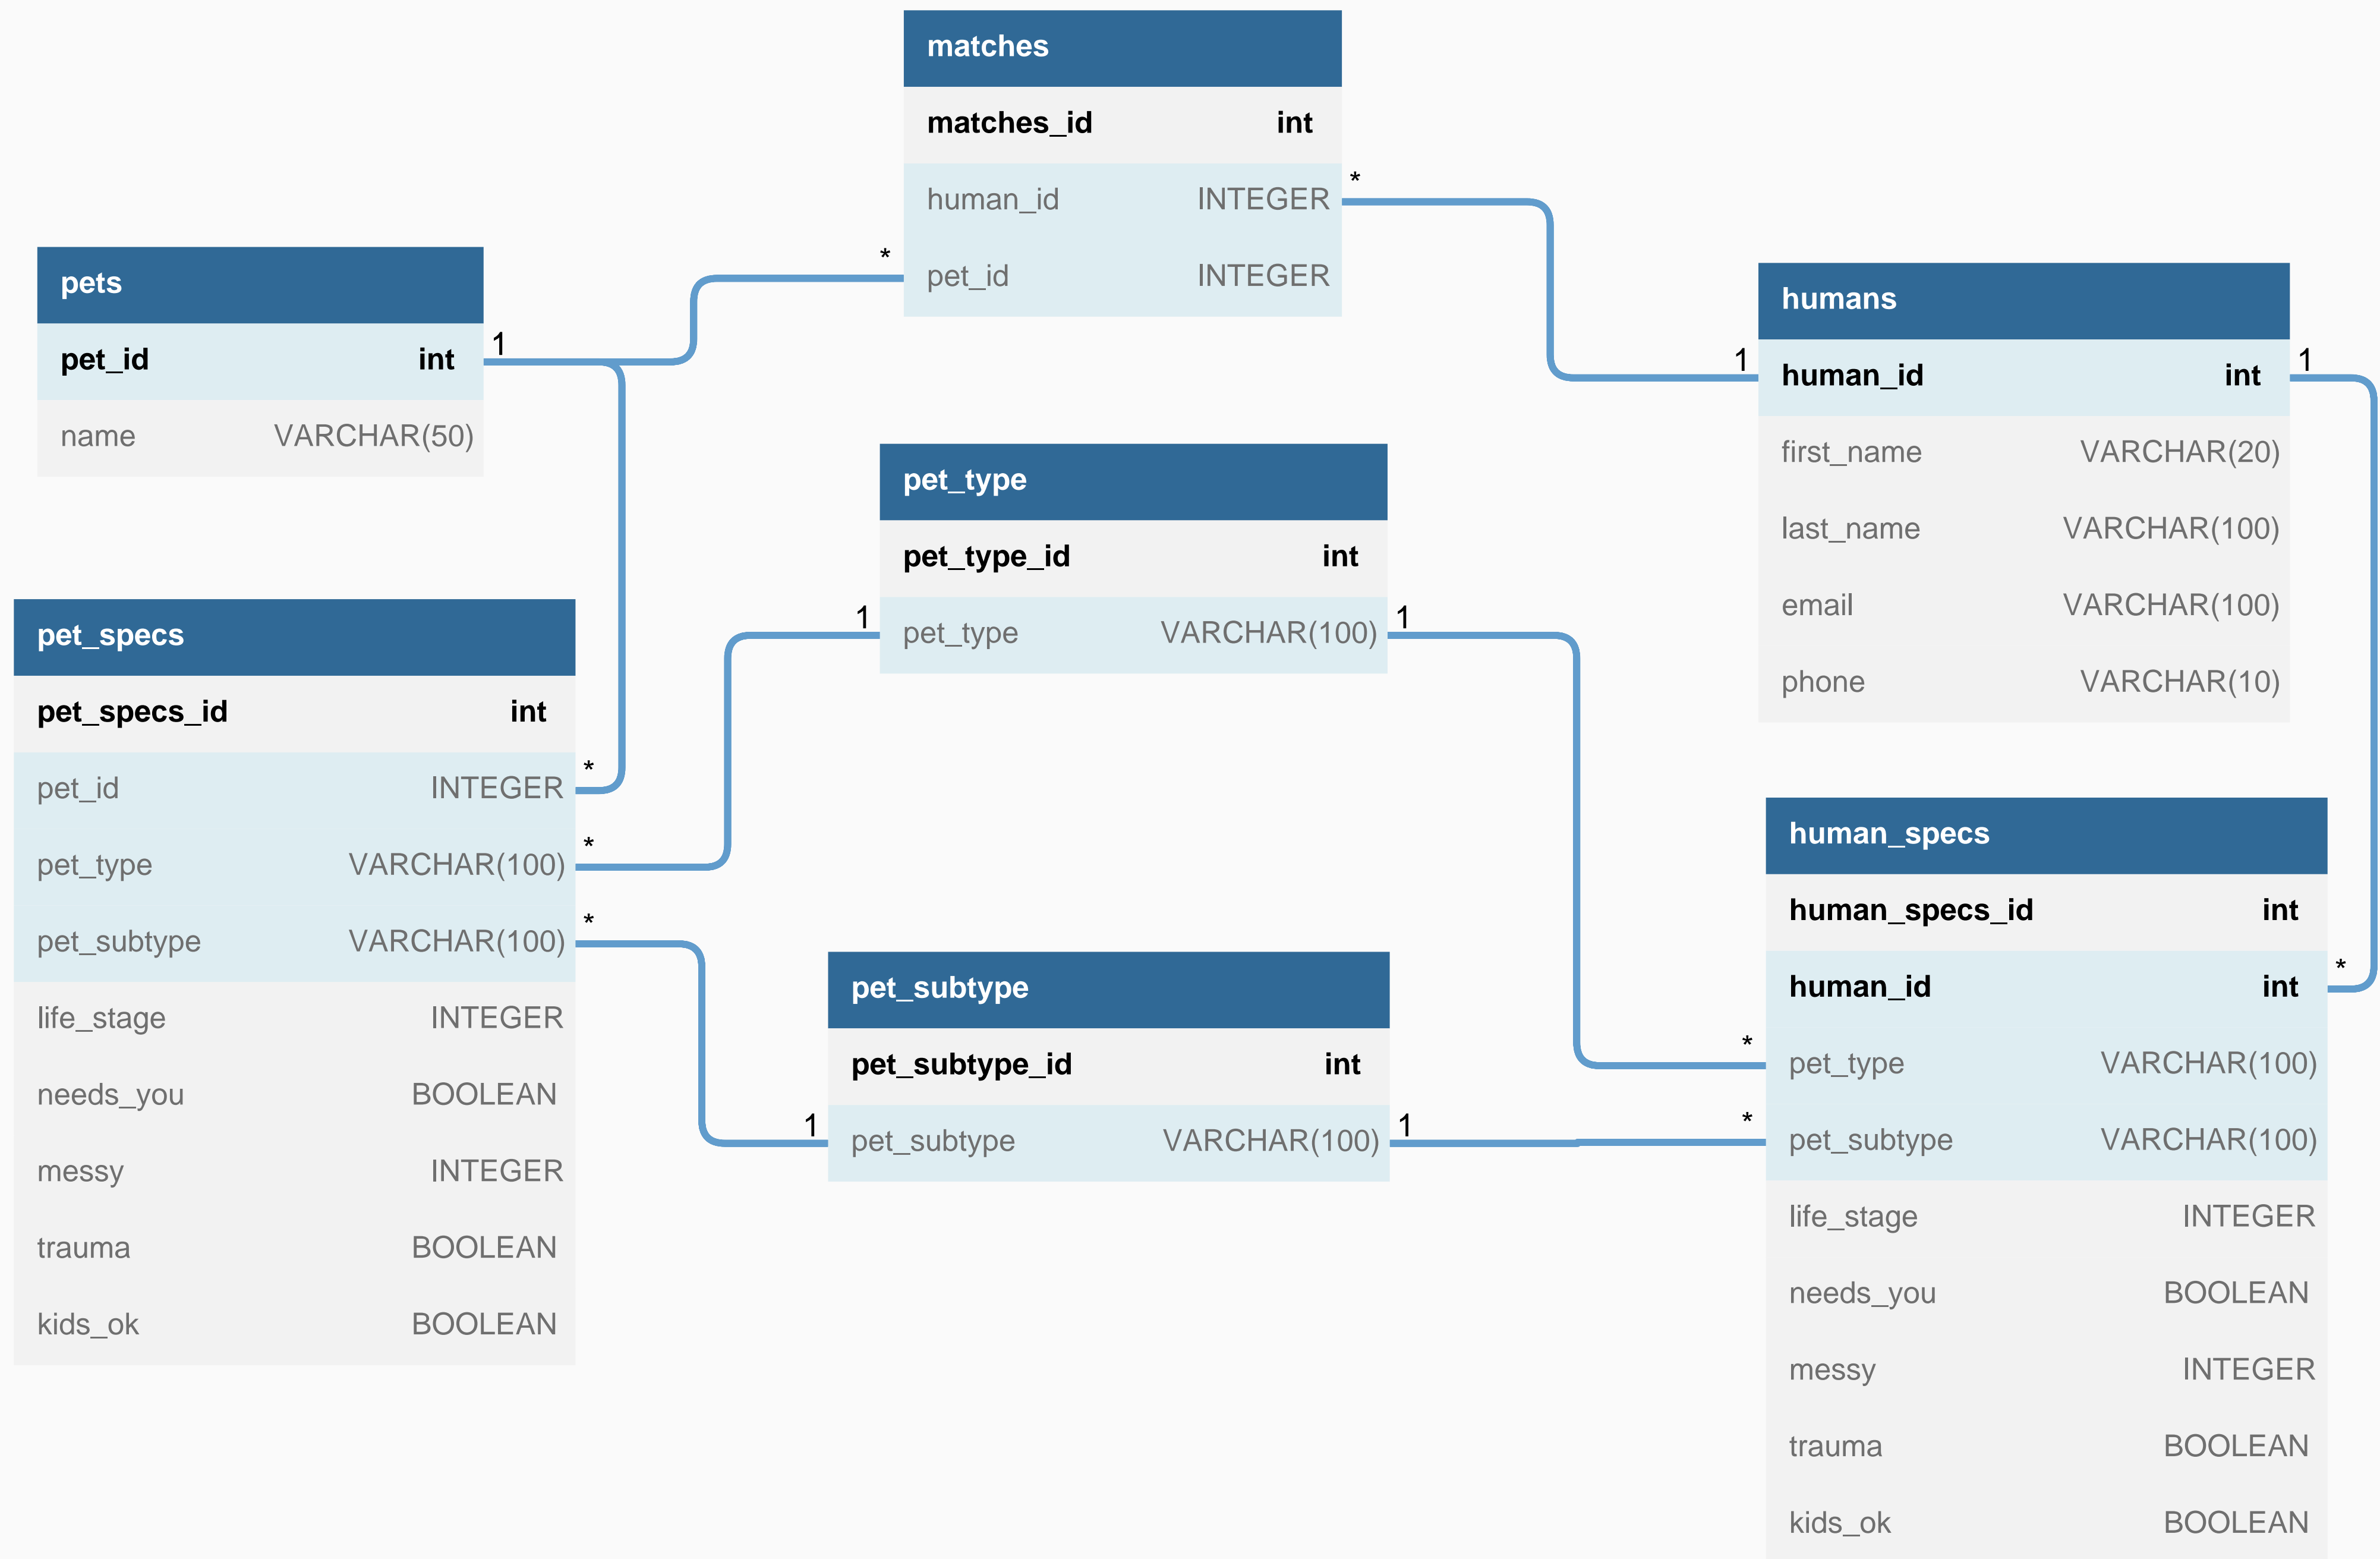 matches
matches_id int
human_id INTEGER
*
pet_id INTEGER
*
pets
pet_id int
1
name VARCHAR(50)
humans
1 human_id int 1
first_name VARCHAR(20)
last_name VARCHAR(100)
email VARCHAR(100)
phone VARCHAR(10)
pet_type
pet_type_id int
1 pet_type VARCHAR(100) 1
pet_specs
pet_specs_id int
pet_id INTEGER *
pet_type VARCHAR(100) *
pet_subtype VARCHAR(100) *
life_stage INTEGER
needs_you BOOLEAN
messy INTEGER
trauma BOOLEAN
kids_ok BOOLEAN
pet_subtype
pet_subtype_id int
1 pet_subtype VARCHAR(100) 1
human_specs
human_specs_id int
human_id int *
* pet_type VARCHAR(100)
* pet_subtype VARCHAR(100)
life_stage INTEGER
needs_you BOOLEAN
messy INTEGER
trauma BOOLEAN
kids_ok BOOLEAN